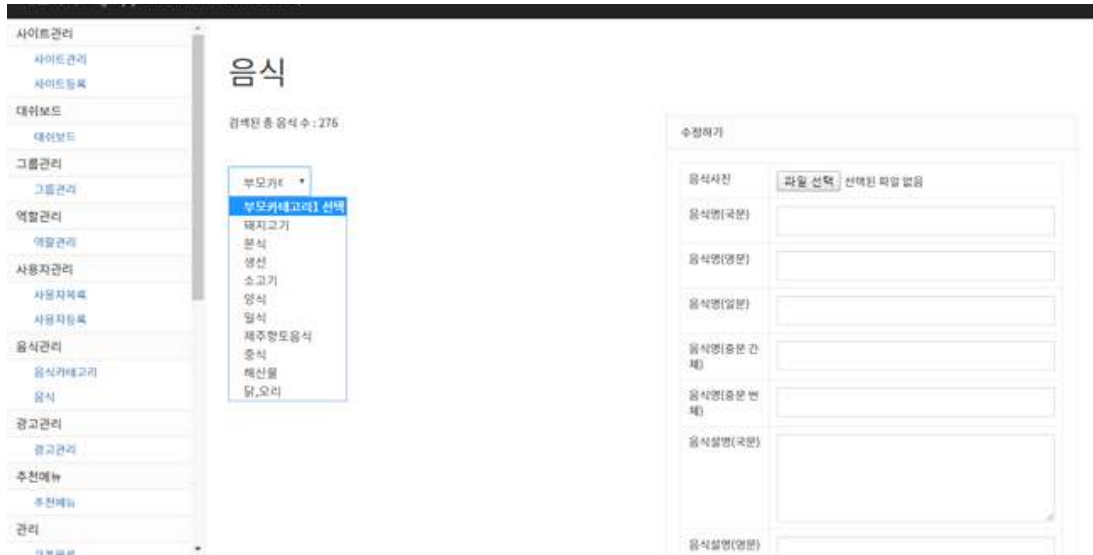 사이트관리
사이트관리
사이트등록
대쉬보드
대쉬보드
그룹관리
그룹관리
역할관리
역할관리
사용자관리
사용자목록
사용자등록
음식관리
음식카테고리
음식
광고관리
광고관리
추천메뉴
추천메뉴
관리
음식
검색된 총 음식 수 : 276
부모카테고리1 선택
돼지고기
분식
생선
소고기
양식
일식
제주향토음식
중식
해산물
닭,오리
수정하기
음식사진
파일 선택 선택된 파일 없음
음식명(국문)
음식명(영문)
음식명(일문)
음식명(중문 간
체)
음식명(중문 번
체)
음식설명(국문)
음식설명(영문)